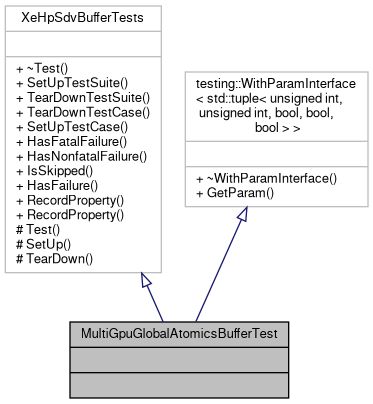 XeHpSdvBufferTests
+ ~Test()
+ SetUpTestSuite()
+ TearDownTestSuite()
+ TearDownTestCase()
+ SetUpTestCase()
+ HasFatalFailure()
+ HasNonfatalFailure()
+ IsSkipped()
+ HasFailure()
+ RecordProperty()
+ RecordProperty()
# Test()
# SetUp()
# TearDown()
testing::WithParamInterface
< std::tuple< unsigned int,
unsigned int, bool, bool,
bool > >
+ ~WithParamInterface()
+ GetParam()
MultiGpuGlobalAtomicsBufferTest